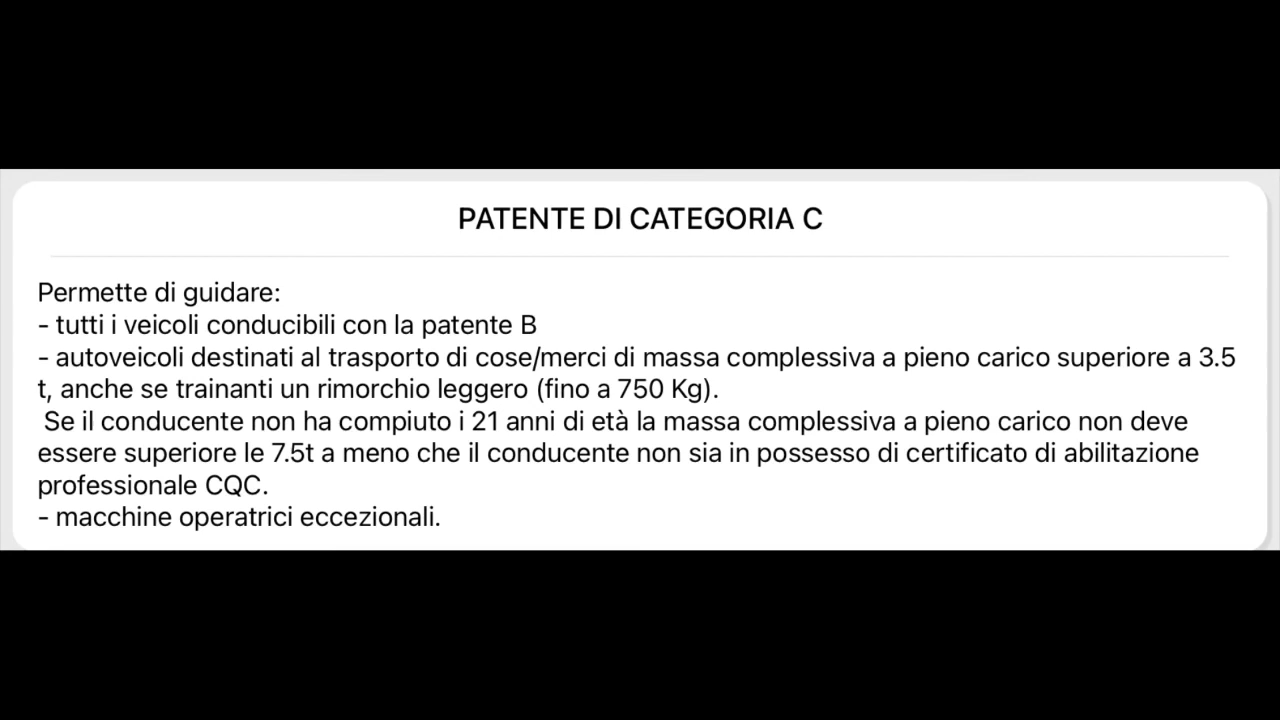 PATENTE DI CATEGORIA C
Permette di guidare:
- tutti i veicoli conducibili con la patente B
- autoveicoli destinati al trasporto di cose/merci di massa complessiva a pieno carico superiore a 3.5
t, anche se trainanti un rimorchio leggero (fino a 750 Kg).
Se il conducente non ha compiuto i 21 anni di età la massa complessiva a pieno carico non deve
essere superiore le 7.5t a meno che il conducente non sia in possesso di certificato di abilitazione
professionale CQC.
- macchine operatrici eccezionali.